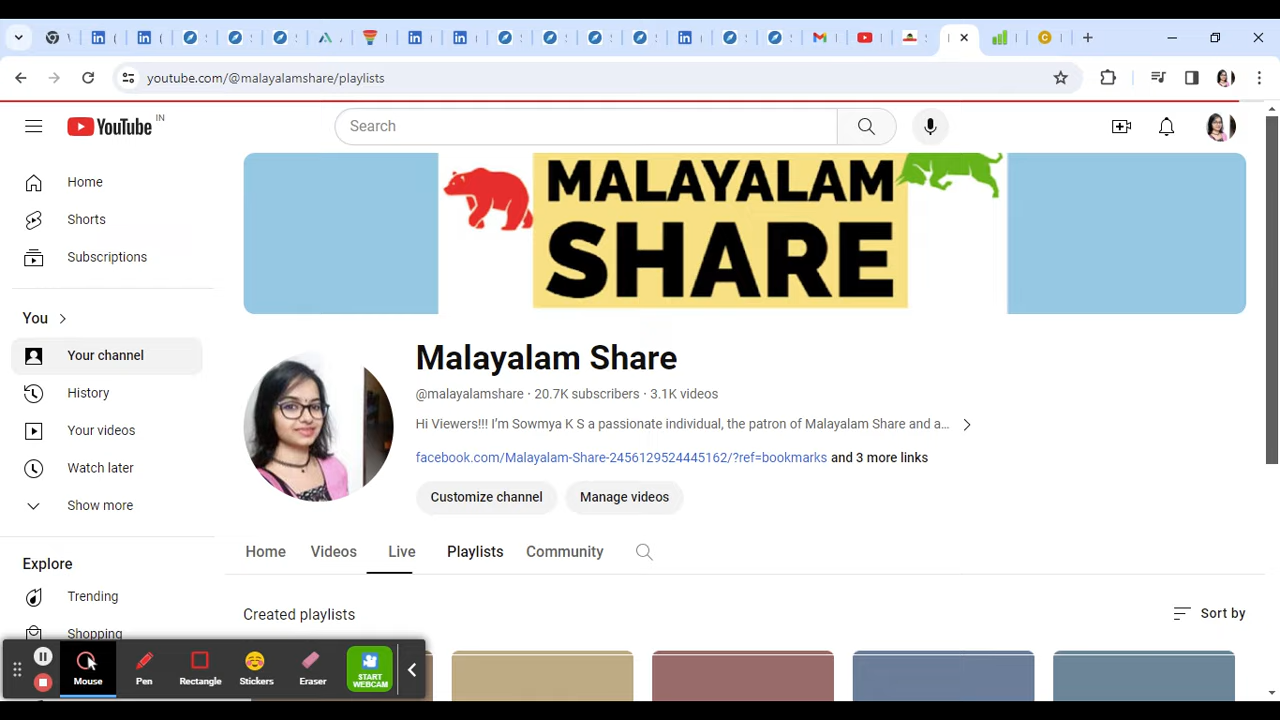 youtube.com/@malayalamshare/playlists
YouTube IN
Search
Home
Shorts
Subscriptions
You
Your channel
History
Your videos
Watch later
Show more
Explore
Trending
Shopping
MALAYALAM
SHARE
Malayalam Share
@malayalamshare · 20.7K subscribers · 3.1K videos
Hi Viewers!!! I'm Sowmya K S a passionate individual, the patron of Malayalam Share and a…
facebook.com/Malayalam-Share-2456129524445162/?ref=bookmarks and 3 more links
Customize channel Manage videos
Home Videos Live Playlists Community
Created playlists Sort by
Mouse Pen Rectangle Stickers Eraser
START
WEBCAM